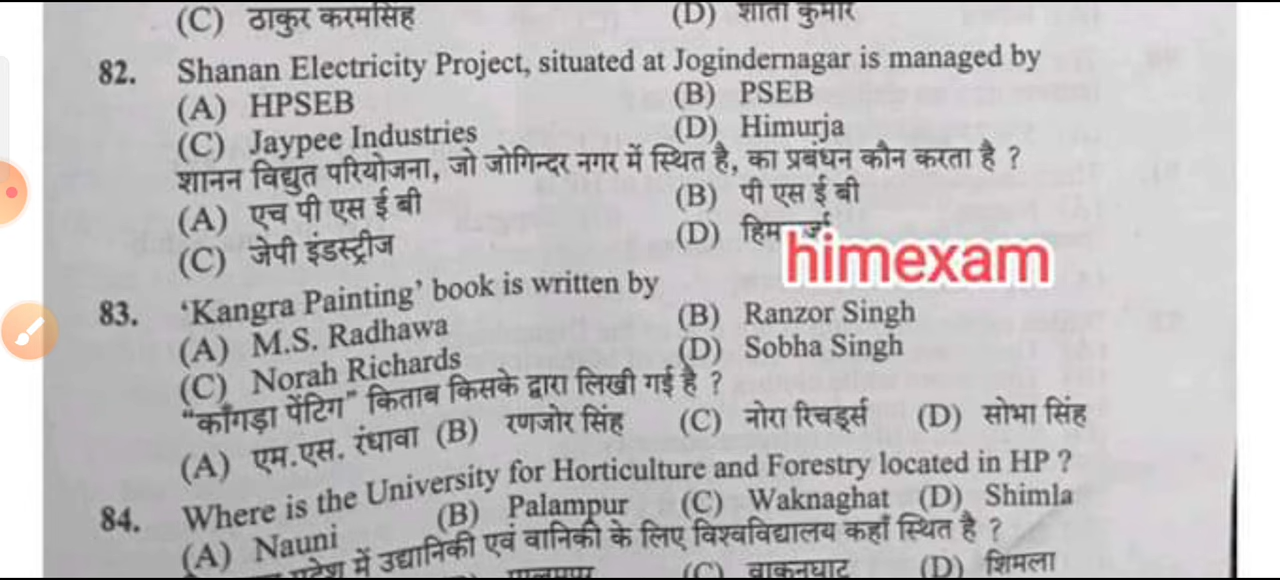 (C) ठाकुर करमसिंह (D) शांता कुमार
82. Shanan Electricity Project, situated at Jogindernagar is managed by
(A) HPSEB (B) PSEB
(C) Jaypee Industries (D) Himurja
शानन विद्युत परियोजना, जो जोगिन्दर नगर में स्थित है, का प्रबंधन कौन करता है ?
(A) एच पी एस ई बी (B) पी एस ई बी
(C) जेपी इंडस्ट्रीज (D)
himexam
83. 'Kangra Painting' book is written by
(A) M.S. Radhawa (B) Ranzor Singh
(C) Norah Richards (D) Sobha Singh
"काँगड़ा पेंटिग" किताब किसके द्वारा लिखी गई है ?
(A) एम.एस. रंधावा (B) रणजोर सिंह (C) नोरा रिचर्ड्स (D) सोभा सिंह
84. Where is the University for Horticulture and Forestry located in HP ?
(A) Nauni (B) Palampur (C) Waknaghat (D) Shimla
में उद्यानिकी एवं वानिकी के लिए विश्वविद्यालय कहाँ स्थित है ?
(C) वाकनघाट (D) शिमला